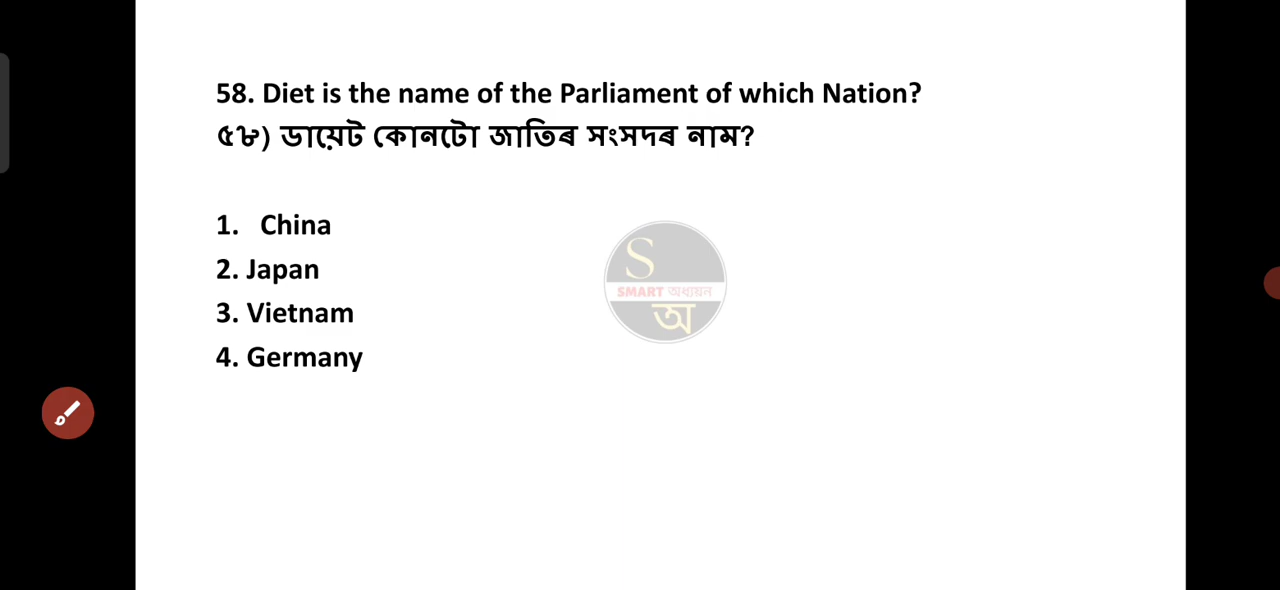 58. Diet is the name of the Parliament of which Nation?
৫৮) ডায়েট কোনটো জাতিৰ সংসদৰ নাম?
1. China
2. Japan
3. Vietnam
4. Germany
S
SMART অধ্যয়ন
অ